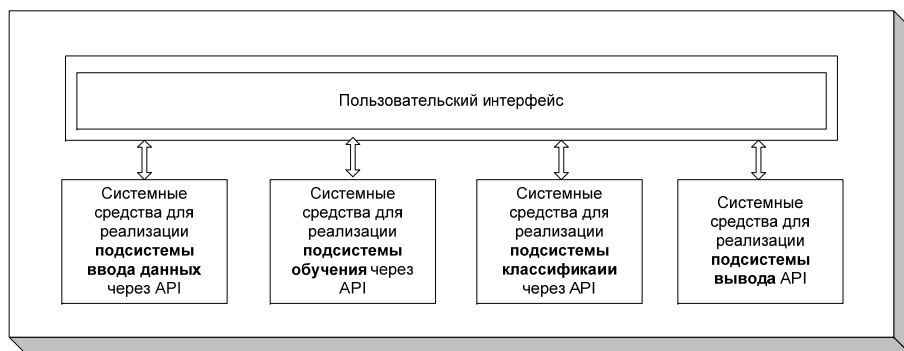 Пользовательский интерфейс
Системные
средства для
реализации
подсистемы
ввода данных
через API
Системные
средства для
реализации
подсистемы
обучения через
API
Системные
средства для
реализации
подсистемы
классификаии
через API
Системные
средства для
реализации
подсистемы
вывода API